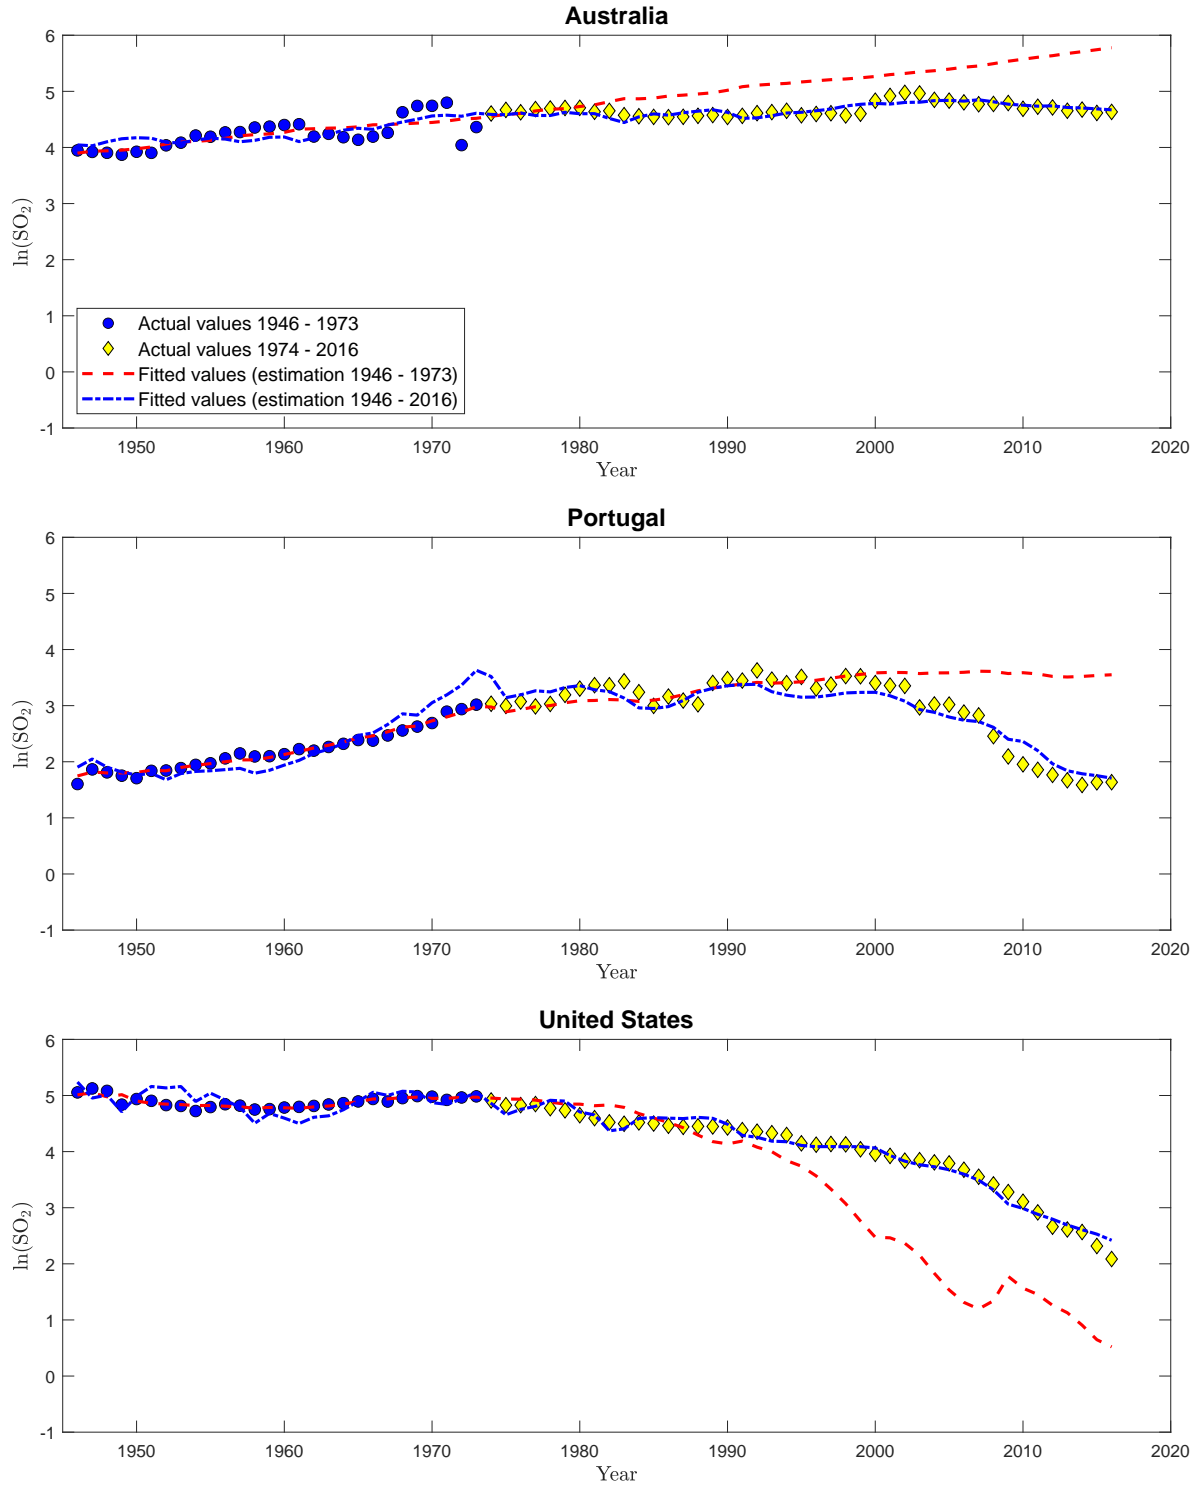 Australia
6
5
4
3
2
1
0
-1
ln(SO2)
Actual values 1946 - 1973
Actual values 1974 - 2016
Fitted values (estimation 1946 - 1973)
Fitted values (estimation 1946 - 2016)
1950 1960 1970 1980 1990 2000 2010 2020
Year
Portugal
6
5
4
3
2
1
0
-1
ln(SO2)
1950 1960 1970 1980 1990 2000 2010 2020
Year
United States
6
5
4
3
2
1
0
-1
ln(SO2)
1950 1960 1970 1980 1990 2000 2010 2020
Year